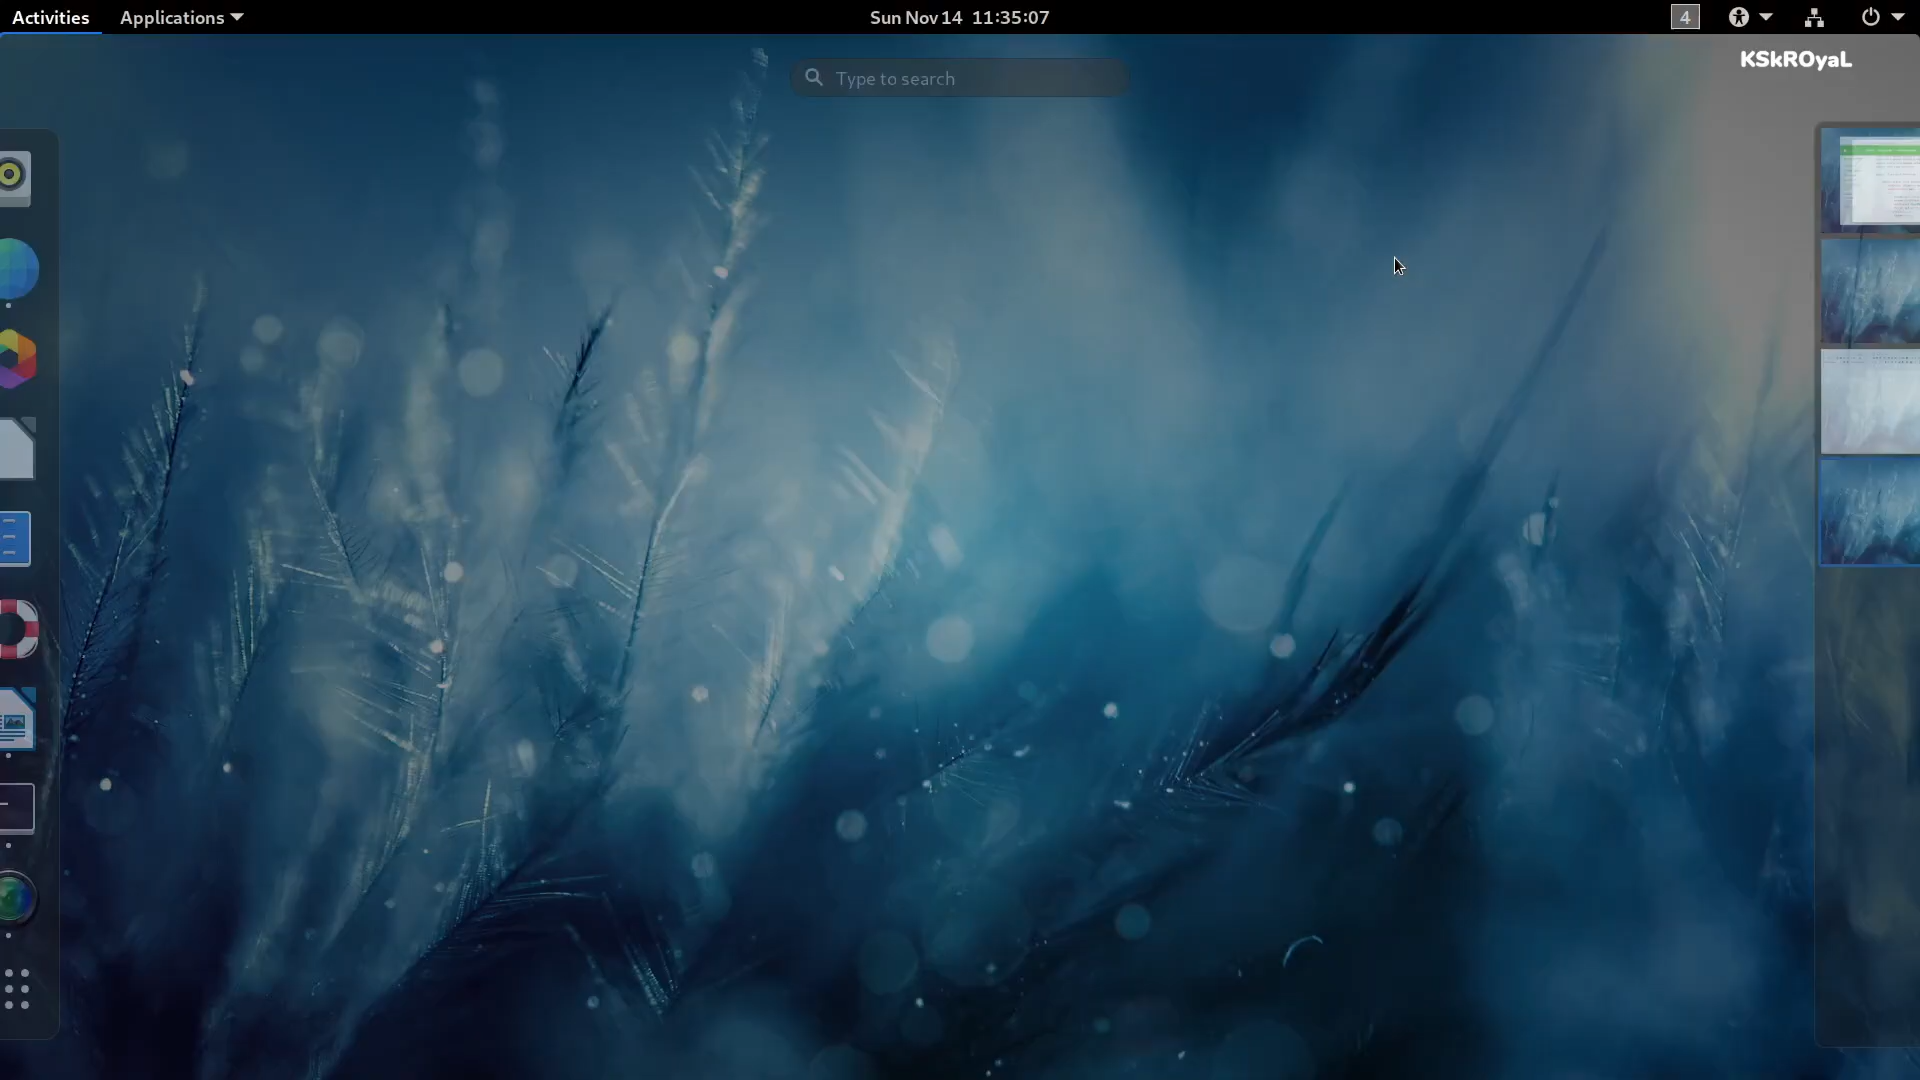 Activities
Applications
Sun Nov 14 11:35:07
4
KSkROyaL
Type to search